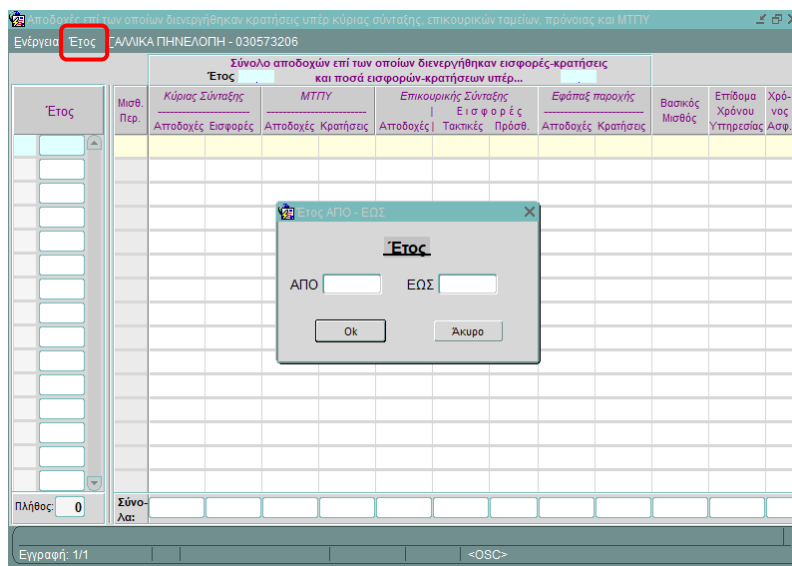 Αποδοχές επί των οποίων διενεργήθηκαν κρατήσεις υπέρ κύριας σύνταξης, επικουρικών ταμείων, πρόνοιας και ΜΤΠΥ
Ενέργεια Έτος ΓΑΛΛΙΚΑ ΠΗΝΕΛΟΠΗ - 030573206
Σύνολο αποδοχών επί των οποίων διενεργήθηκαν εισφορές-κρατήσεις
Έτος και ποσά εισφορών-κρατήσεων υπέρ...
Έτος
Μισθ. Περ.
Κύριας Σύνταξης
Αποδοχές Εισφορές
ΜΤΠΥ
Αποδοχές Κρατήσεις
Επικουρικής Σύνταξης
| Εισφορές
Αποδοχές| Τακτικές Πρόσθ.
Εφάπαξ παροχής
Αποδοχές Κρατήσεις
Βασικός
Μισθός
Επίδομα
Χρόνου
Υπηρεσίας
Χρό-
νος
Ασφ.
Έτος ΑΠΟ - ΕΩΣ
Έτος
ΑΠΟ ΕΩΣ
Ok Άκυρο
Πλήθος: 0
Σύνο-
λα:
Εγγραφή: 1/1 <OSC>